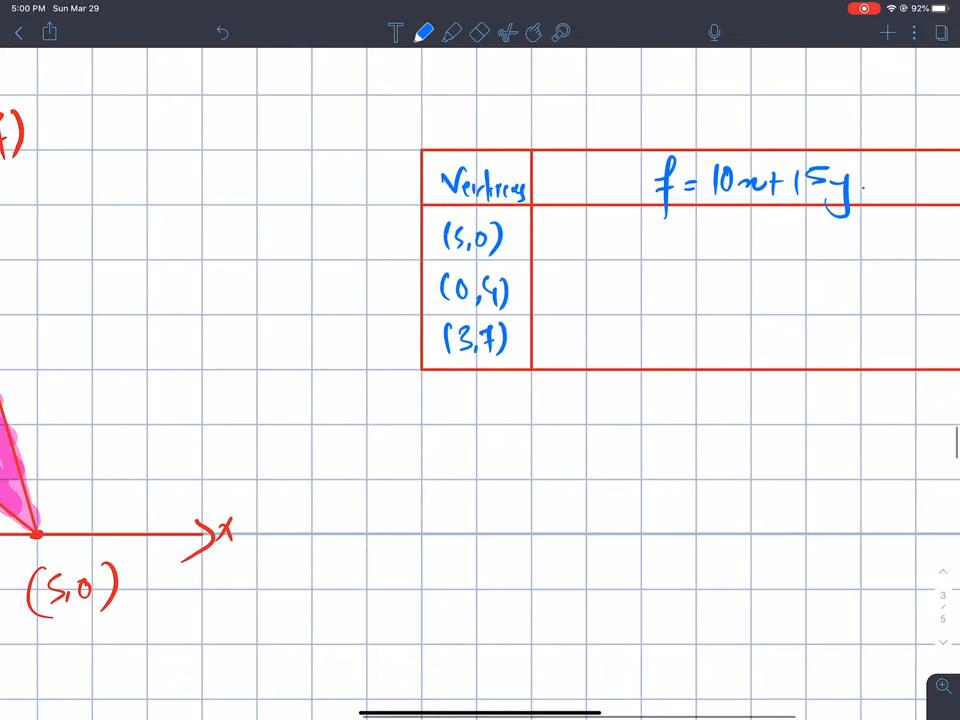 5:00 PM Sun Mar 29
92%
T
Vertices
f = 10x + 15y.
(5,0)
(0,4)
(3,7)
x
(5,0)
3
/
5